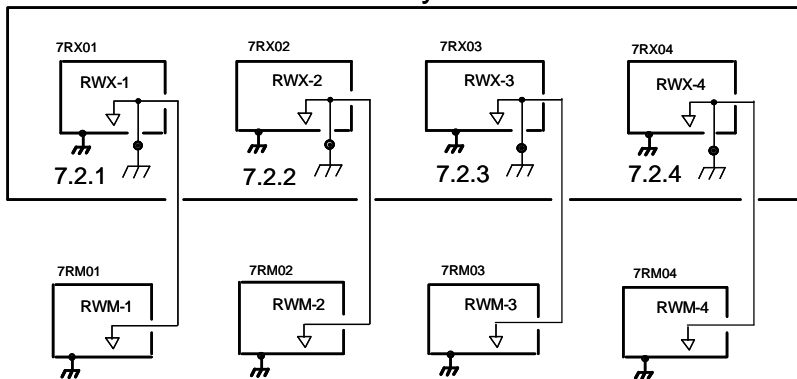 7RX01
7RX02
7RX03
7RX04
RWX-1
RWX-2
RWX-3
RWX-4
7.2.1
7.2.2
7.2.3
7.2.4
7RM01
7RM02
7RM03
7RM04
RWM-1
RWM-2
RWM-3
RWM-4